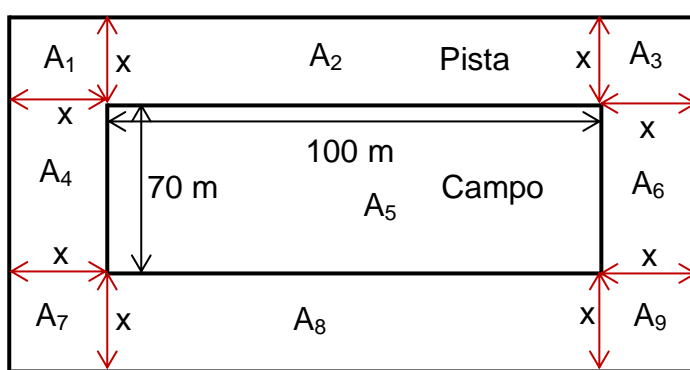 A₁ x A₂ Pista x A₃
x x
100 m
A₄ 70 m Campo A₆
A₅
x x
A₇ x A₈ x A₉